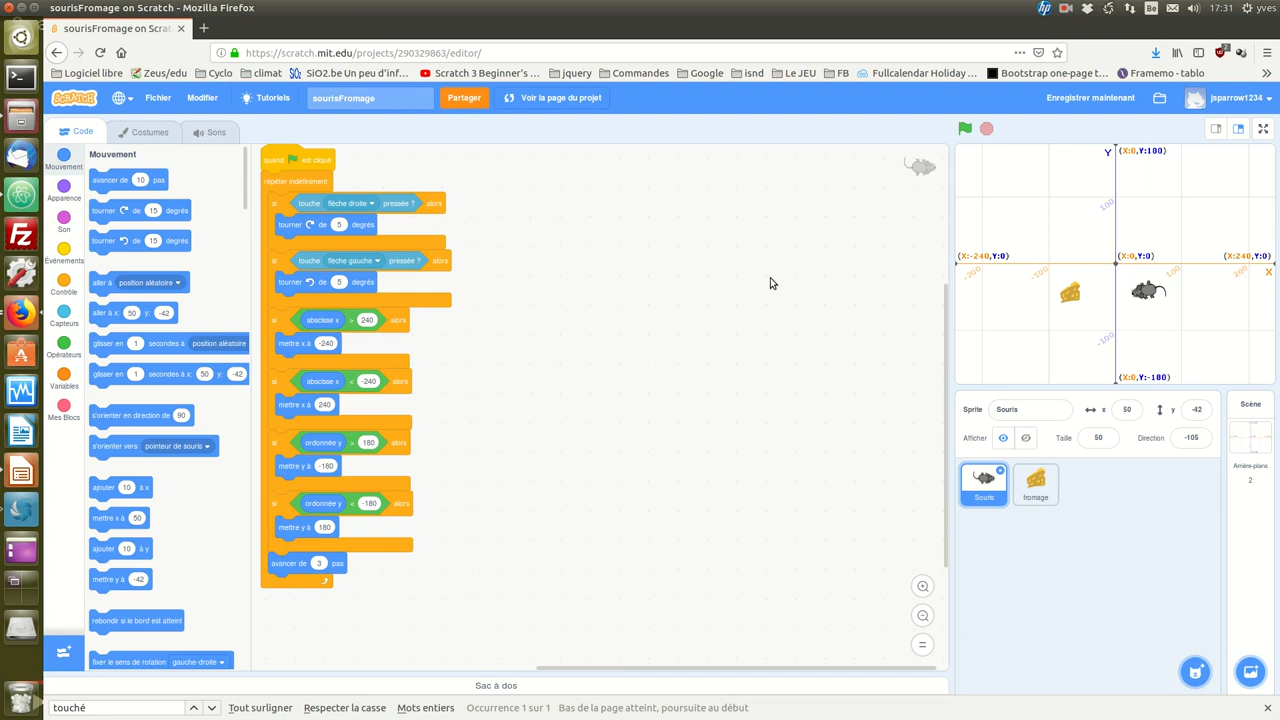 sourisFromage on Scratch - Mozilla Firefox
Be 17:31 yves
sourisFromage on Scrat
https://scratch.mit.edu/projects/290329863/editor/
Logiciel libre Zeus/edu Cyclo climat SiO2.be Un peu d'inf... Scratch 3 Beginner's ... jquery Commandes Google isnd Le JEU FB Fullcalendar Holiday ... Bootstrap one-page t... Framemo - tablo
SCRATCH Fichier Modifier Tutoriels sourisFromage Partager Voir la page du projet Enregistrer maintenant jsparrow1234
Code Costumes Sons
Mouvement
Apparence
Son
Événements
Contrôle
Capteurs
Opérateurs
Variables
Mes Blocs
Mouvement
avancer de 10 pas
tourner de 15 degrés
tourner de 15 degrés
aller à position aléatoire
aller à x: 50 y: -42
glisser en 1 secondes à position aléatoire
glisser en 1 secondes à x: 50 y: -42
s'orienter en direction de 90
s'orienter vers pointeur de souris
ajouter 10 à x
mettre x à 50
ajouter 10 à y
mettre y à -42
rebondir si le bord est atteint
fixer le sens de rotation gauche-droite
quand est cliqué
répéter indéfiniment
si touche flèche droite pressée ? alors
tourner de 5 degrés
si touche flèche gauche pressée ? alors
tourner de 5 degrés
si abscisse x > 240 alors
mettre x à -240
si abscisse x < -240 alors
mettre x à 240
si ordonnée y > 180 alors
mettre y à -180
si ordonnée y < -180 alors
mettre y à 180
avancer de 3 pas
Y (X:0,Y:180)
100
(X:-240,Y:0) (X:0,Y:0) (X:240,Y:0)
-200 -100 100 200 X
-100
(X:0,Y:-180)
Sprite Souris x 50 y -42
Afficher Taille 50 Direction -105
Souris
fromage
Scène
Arrière-plans
2
Sac à dos
touché Tout surligner Respecter la casse Mots entiers Occurrence 1 sur 1 Bas de la page atteint, poursuite au début